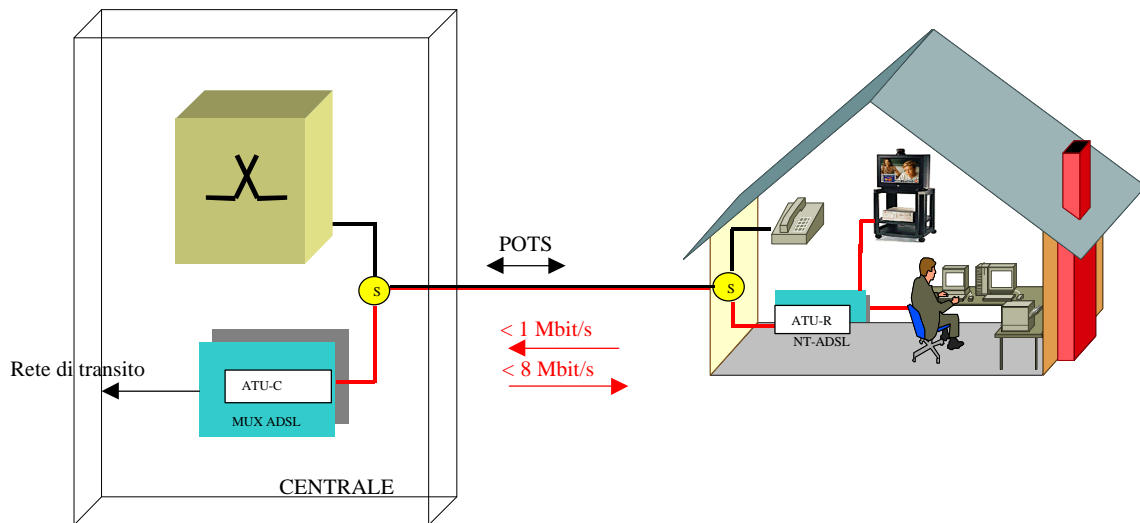 POTS
S
S
< 1 Mbit/s
< 8 Mbit/s
ATU-R
NT-ADSL
Rete di transito
ATU-C
MUX ADSL
CENTRALE